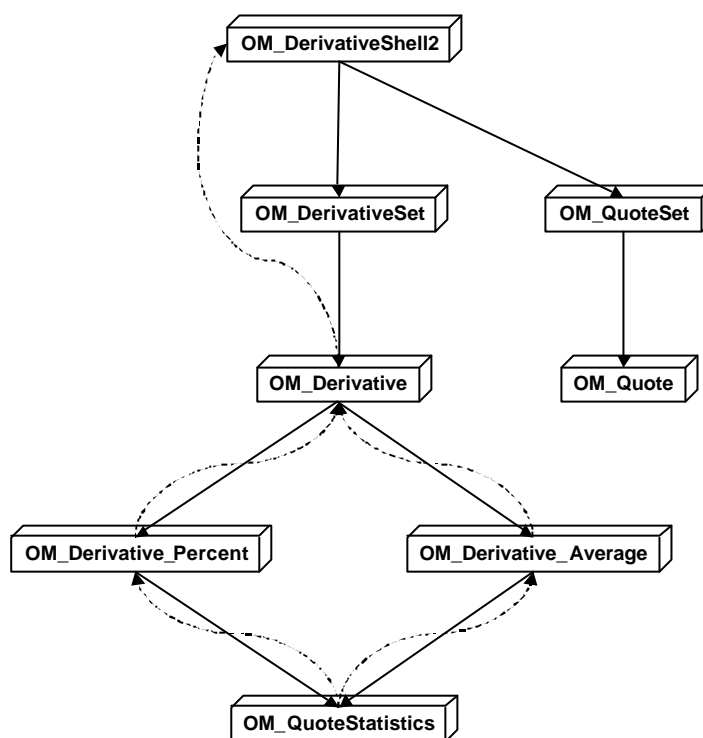 OM_DerivativeShell2
OM_DerivativeSet
OM_QuoteSet
OM_Derivative
OM_Quote
OM_Derivative_Percent
OM_Derivative_Average
OM_QuoteStatistics